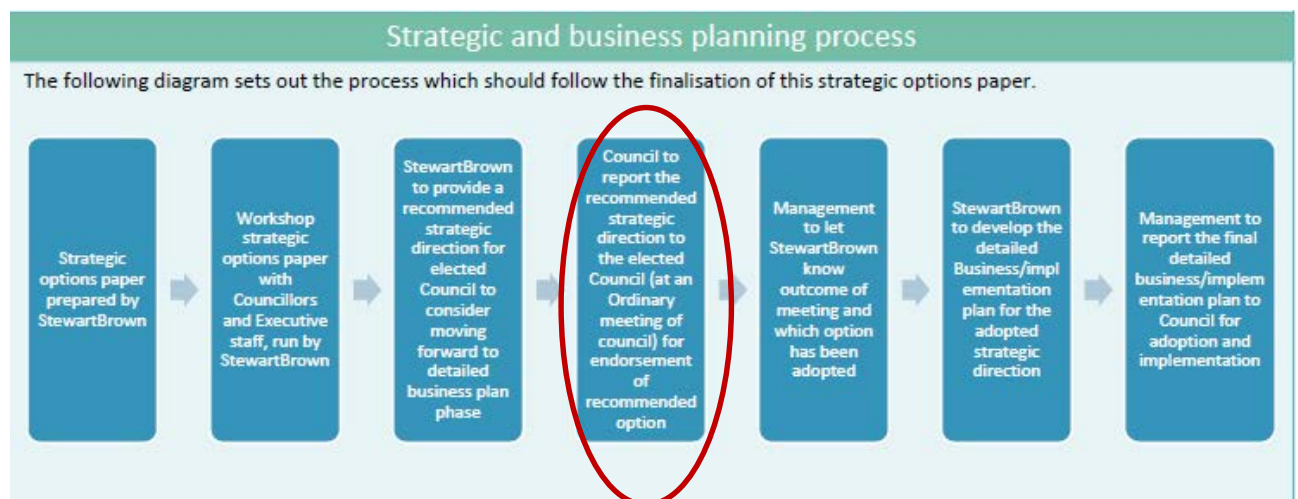 Strategic and business planning process
The following diagram sets out the process which should follow the finalisation of this strategic options paper.
Strategic
options paper
prepared by
StewartBrown
Workshop
strategic
options paper
with
Councillors
and Executive
staff, run by
StewartBrown
StewartBrown
to provide a
recommended
strategic
direction for
elected
Council to
consider
moving
forward to
detailed
business plan
phase
Council to
report the
recommended
strategic
direction to
the elected
Council (at an
Ordinary
meeting of
council) for
endorsement
of
recommended
option
Management
to let
StewartBrown
know
outcome of
meeting and
which option
has been
adopted
StewartBrown
to develop the
detailed
Business/impl
ementation
plan for the
adopted
strategic
direction
Management to
report the final
detailed
business/implem
entation plan to
Council for
adoption and
implementation